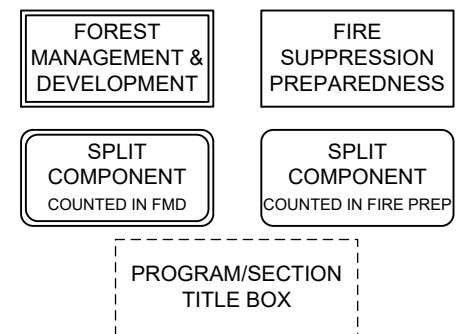 FOREST
MANAGEMENT &
DEVELOPMENT
FIRE
SUPPRESSION
PREPAREDNESS
SPLIT
COMPONENT
COUNTED IN FMD
SPLIT
COMPONENT
COUNTED IN FIRE PREP
PROGRAM/SECTION
TITLE BOX